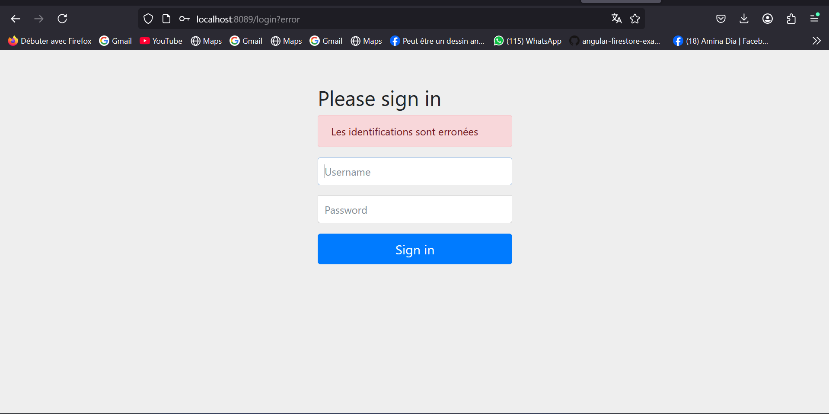 localhost:8089/login?error
Débuter avec Firefox Gmail YouTube Maps Gmail Maps Gmail Maps Peut être un dessin an... (115) WhatsApp angular-firestore-exa... (18) Amina Dia | Faceb...
Please sign in
Les identifications sont erronées
Username
Password
Sign in